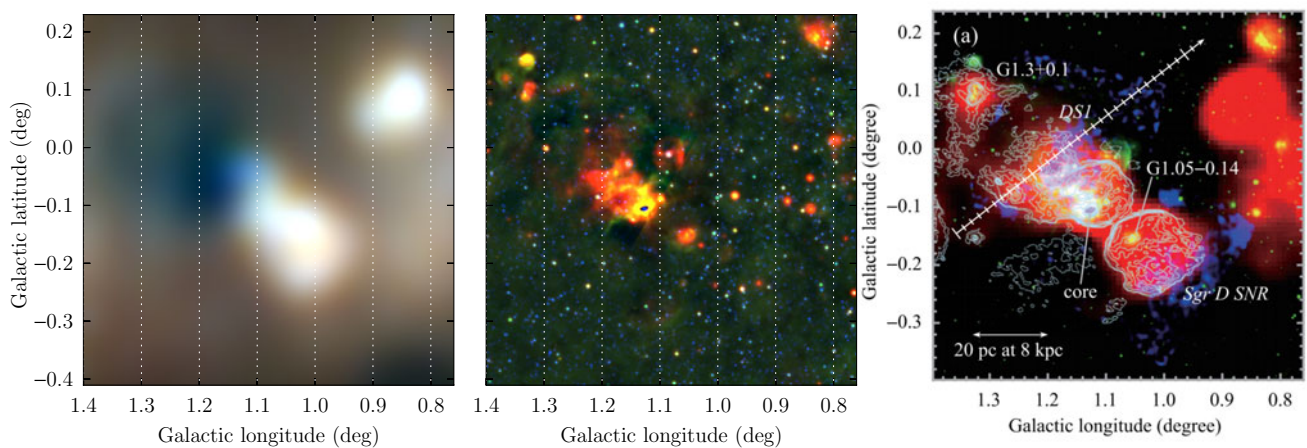 0.2
0.1
0.0
−0.1
−0.2
−0.3
−0.4
Galactic latitude (deg)
1.4 1.3 1.2 1.1 1.0 0.9 0.8
Galactic longitude (deg)
1.4 1.3 1.2 1.1 1.0 0.9 0.8
Galactic longitude (deg)
(a)
G1.3+0.1
DS1
G1.05−0.14
core
Sgr D SNR
20 pc at 8 kpc
0.2
0.1
0.0
−0.1
−0.2
−0.3
Galactic latitude (degree)
1.3 1.2 1.1 1.0 0.9 0.8
Galactic longitude (degree)